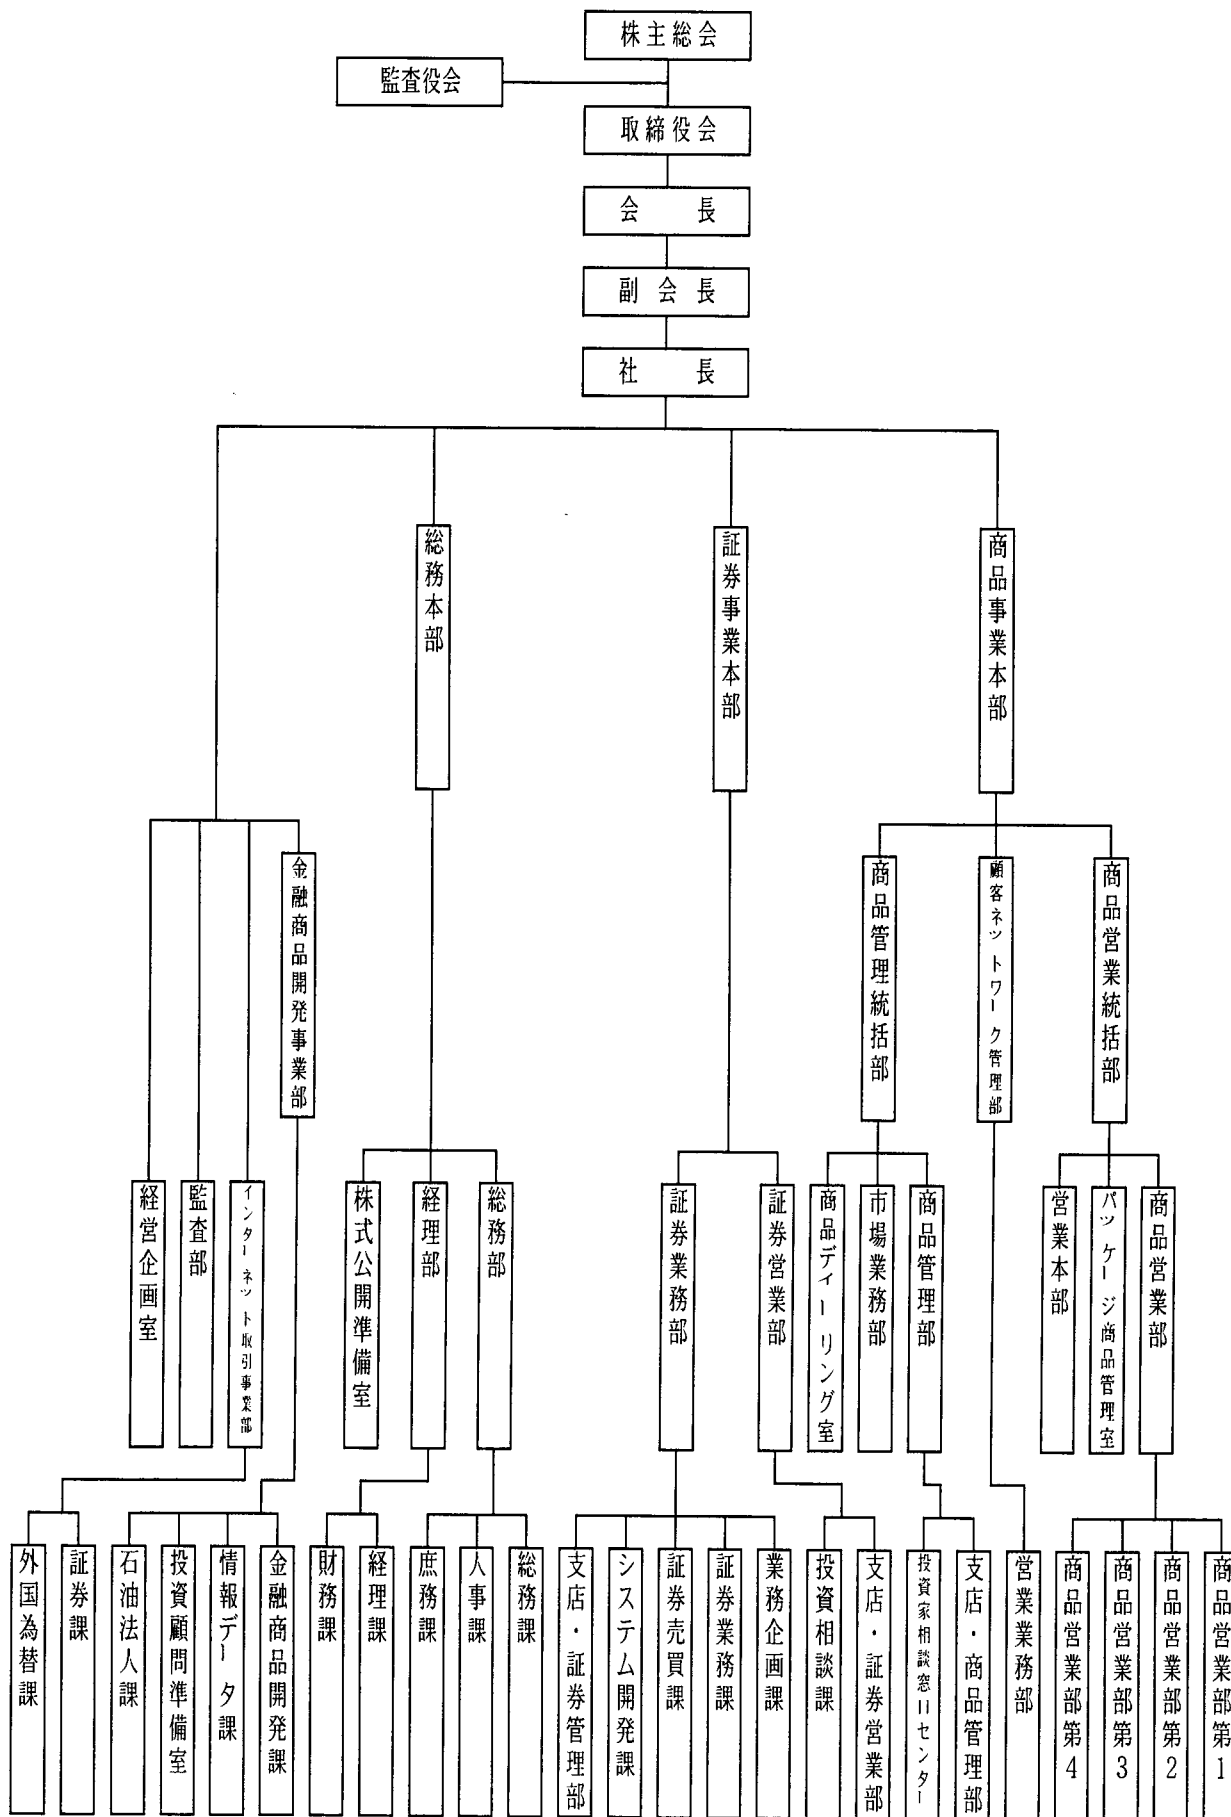 株主総会
監査役会
取締役会
会長
副会長
社長
総務本部
証券事業本部
商品事業本部
金融商品開発事業部
商品管理統括部
顧客ネットワーク管理部
商品営業統括部
経営企画室
監査部
インターネット取引事業部
株式公開準備室
経理部
総務部
証券業務部
証券営業部
商品ディーリング室
市場業務部
商品管理部
営業本部
パッケージ商品管理室
商品営業部
外国為替課
証券課
石油法人課
投資顧問準備室
情報データ課
金融商品開発課
財務課
経理課
庶務課
人事課
総務課
支店・証券管理部
システム開発課
証券売買課
証券業務課
業務企画課
投資相談課
支店・証券営業部
投資家相談窓口センター
支店・商品管理部
営業業務部
商品営業部第4
商品営業部第3
商品営業部第2
商品営業部第1